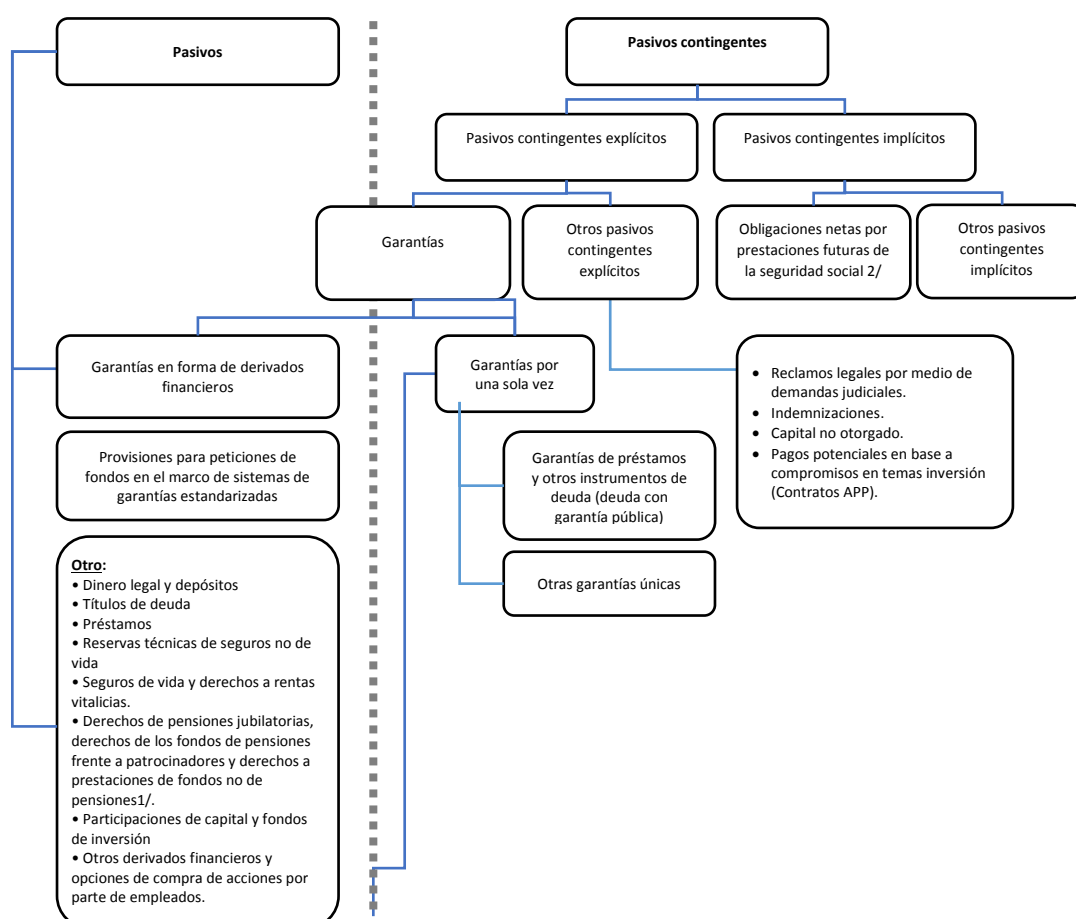 Pasivos
Pasivos contingentes
Pasivos contingentes explícitos
Pasivos contingentes implícitos
Garantías
Otros pasivos
contingentes
explícitos
Obligaciones netas por
prestaciones futuras de
la seguridad social 2/
Otros pasivos
contingentes
implícitos
Garantías en forma de derivados
financieros
Garantías por
una sola vez
• Reclamos legales por medio de
demandas judiciales.
• Indemnizaciones.
• Capital no otorgado.
• Pagos potenciales en base a
compromisos en temas inversión
(Contratos APP).
Provisiones para peticiones de
fondos en el marco de sistemas de
garantías estandarizadas
Garantías de préstamos
y otros instrumentos de
deuda (deuda con
garantía pública)
Otras garantías únicas
Otro:
• Dinero legal y depósitos
• Títulos de deuda
• Préstamos
• Reservas técnicas de seguros no de
vida
• Seguros de vida y derechos a rentas
vitalicias.
• Derechos de pensiones jubilatorias,
derechos de los fondos de pensiones
frente a patrocinadores y derechos a
prestaciones de fondos no de
pensiones1/.
• Participaciones de capital y fondos
de inversión
• Otros derivados financieros y
opciones de compra de acciones por
parte de empleados.